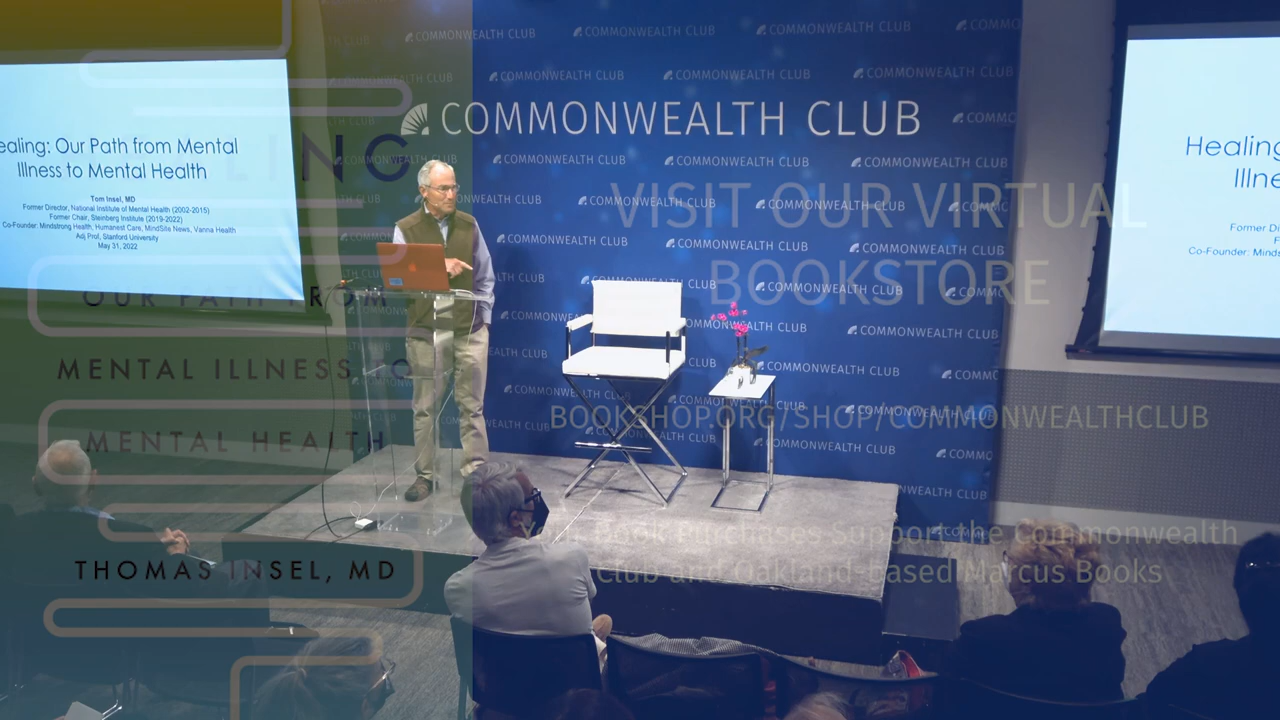 COMMONWEALTH CLUB
ealing: Our Path from Mental
Illness to Mental Health
Tom Insel, MD
Former Director, National Institute of Mental Health (2002-2015)
Former Chair, Steinberg Institute (2019-2022)
Co-Founder: Mindstrong Health, Humanest Care, MindSite News, Vanna Health
Adj Prof, Stanford University
May 31, 2022
OUR PATH FROM
MENTAL ILLNESS TO
MENTAL HEALTH
THOMAS INSEL, MD
VISIT OUR VIRTUAL
BOOKSTORE
BOOKSHOP.ORG/SHOP/COMMONWEALTHCLUB
All Book Purchases Support the Commonwealth
Club and Oakland-based Marcus Books
Healing
Illne
Former Di
F
Co-Founder: Minds